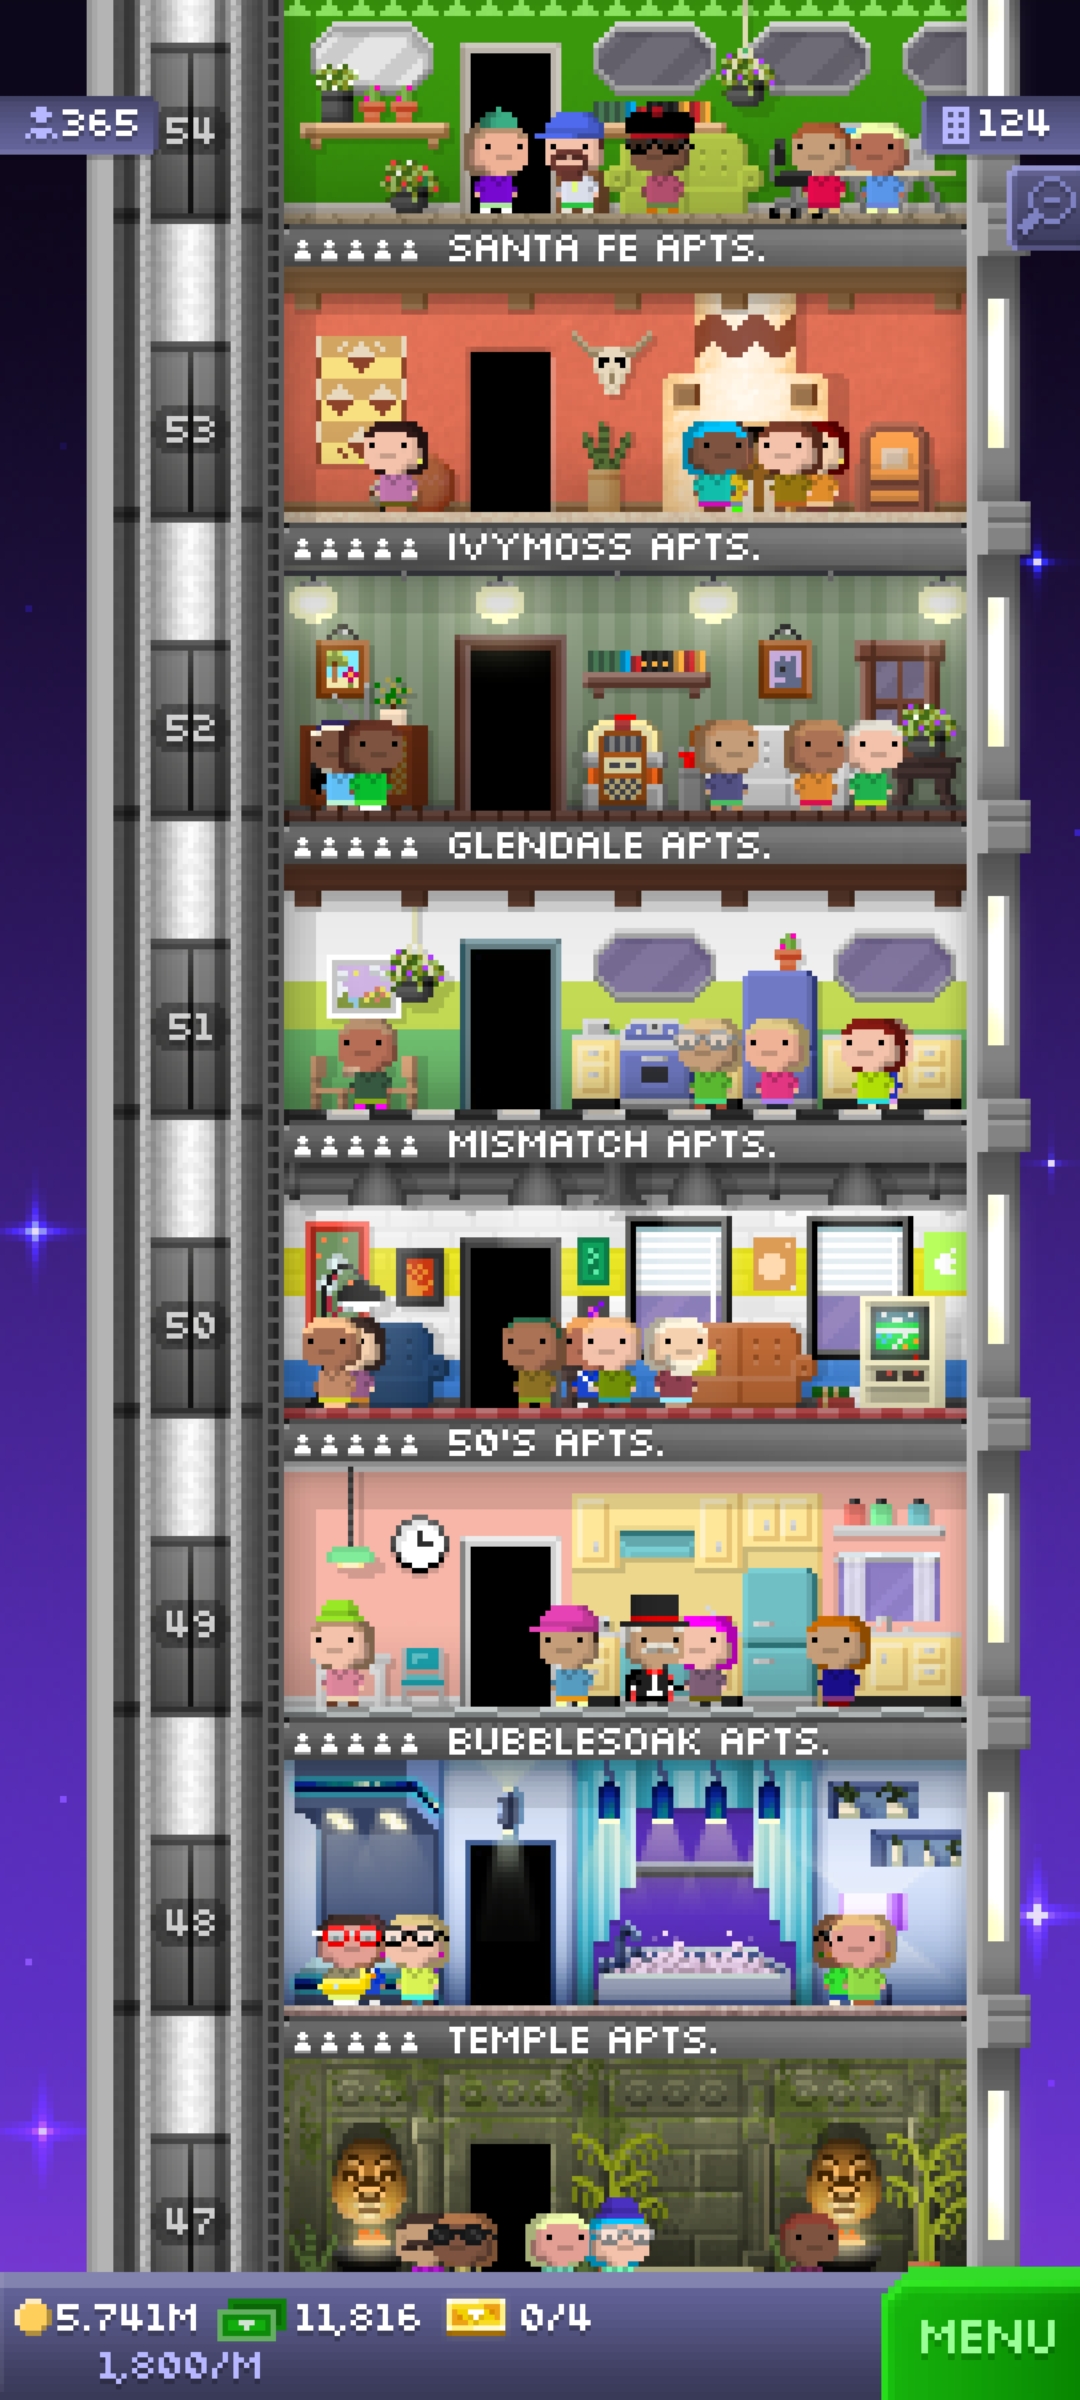 54
365
124
SANTA FE APTS.
53
IVYMOSS APTS.
52
GLENDALE APTS.
51
MISMATCH APTS.
50
50'S APTS.
49
BUBBLESOAK APTS.
48
TEMPLE APTS.
47
5.741M 11,816 0/4
1,800/M
MENU